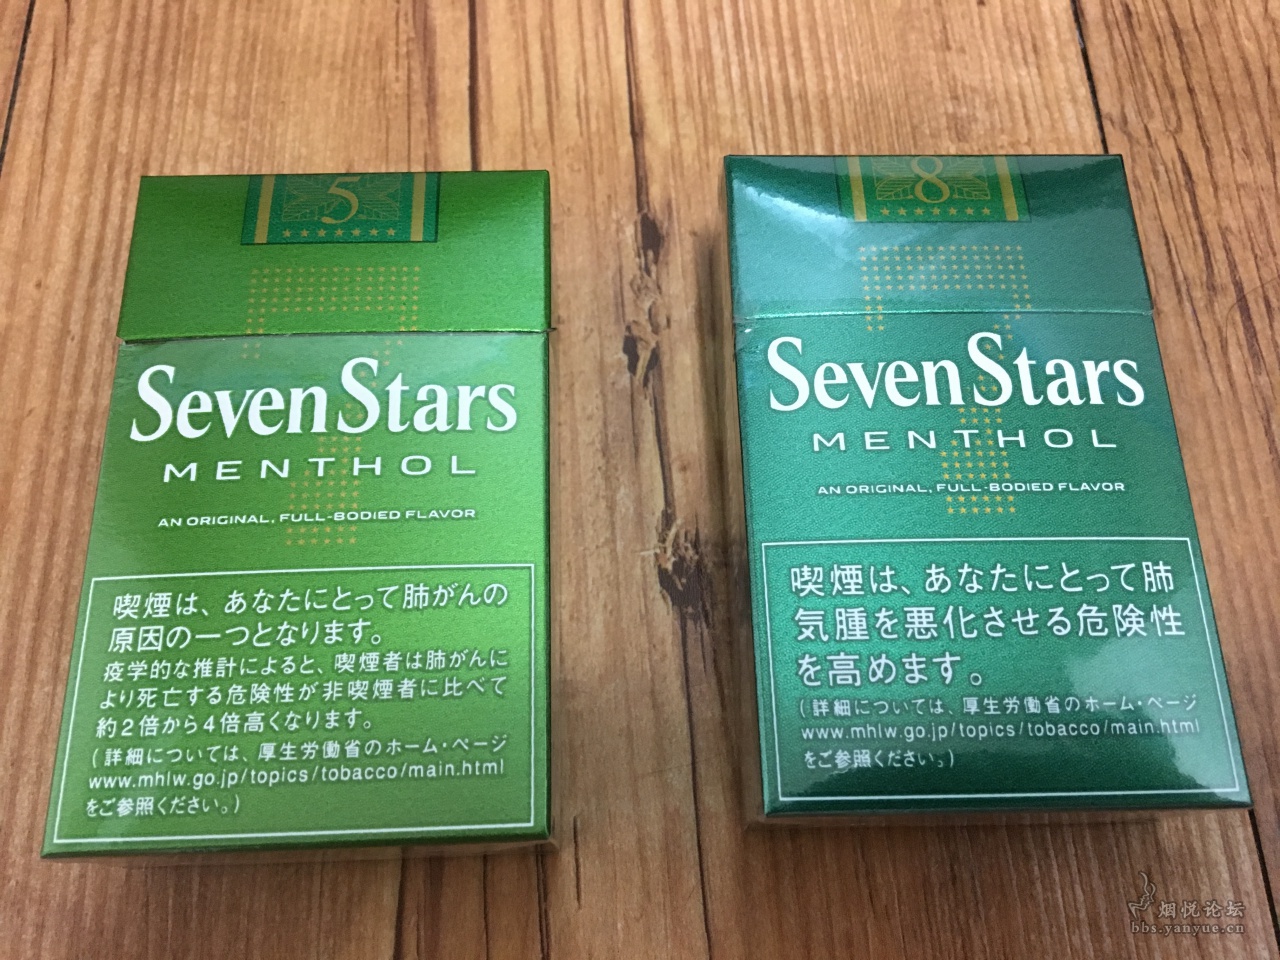 5
Seven Stars
MENTHOL
AN ORIGINAL, FULL-BODIED FLAVOR
喫煙は、あなたにとって肺がんの
原因の一つとなります。
疫学的な推計によると、喫煙者は肺がんに
より死亡する危険性が非喫煙者に比べて
約2倍から4倍高くなります。
(詳細については、厚生労働省のホーム・ページ
www.mhlw.go.jp/topics/tobacco/main.html
をご参照ください。)
8
Seven Stars
MENTHOL
AN ORIGINAL, FULL-BODIED FLAVOR
喫煙は、あなたにとって肺
気腫を悪化させる危険性
を高めます。
(詳細については、厚生労働省のホーム・ページ
www.mhlw.go.jp/topics/tobacco/main.html
をご参照ください。)
烟悦论坛
bbs.yanyue.cn